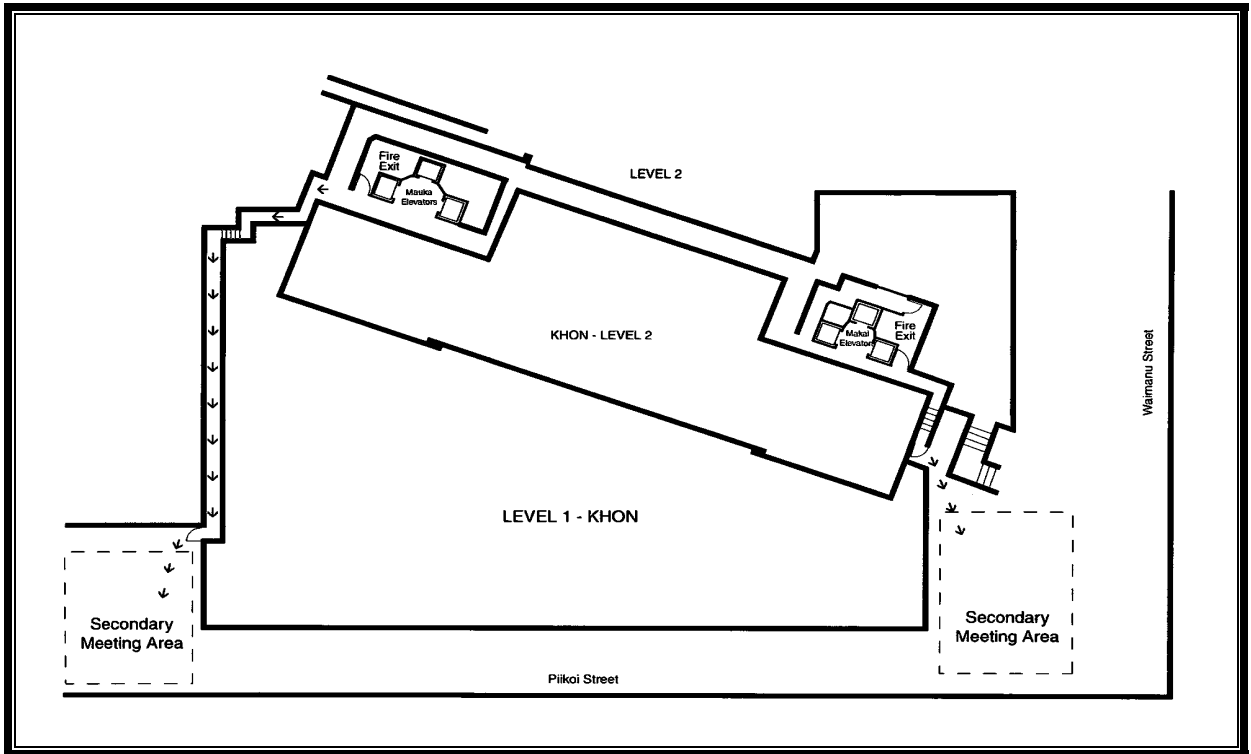 Fire
Exit
Mauka
Elevators
LEVEL 2
KHON - LEVEL 2
Makai
Elevators
Fire
Exit
Waimanu Street
LEVEL 1 - KHON
Secondary
Meeting Area
Secondary
Meeting Area
Piikoi Street